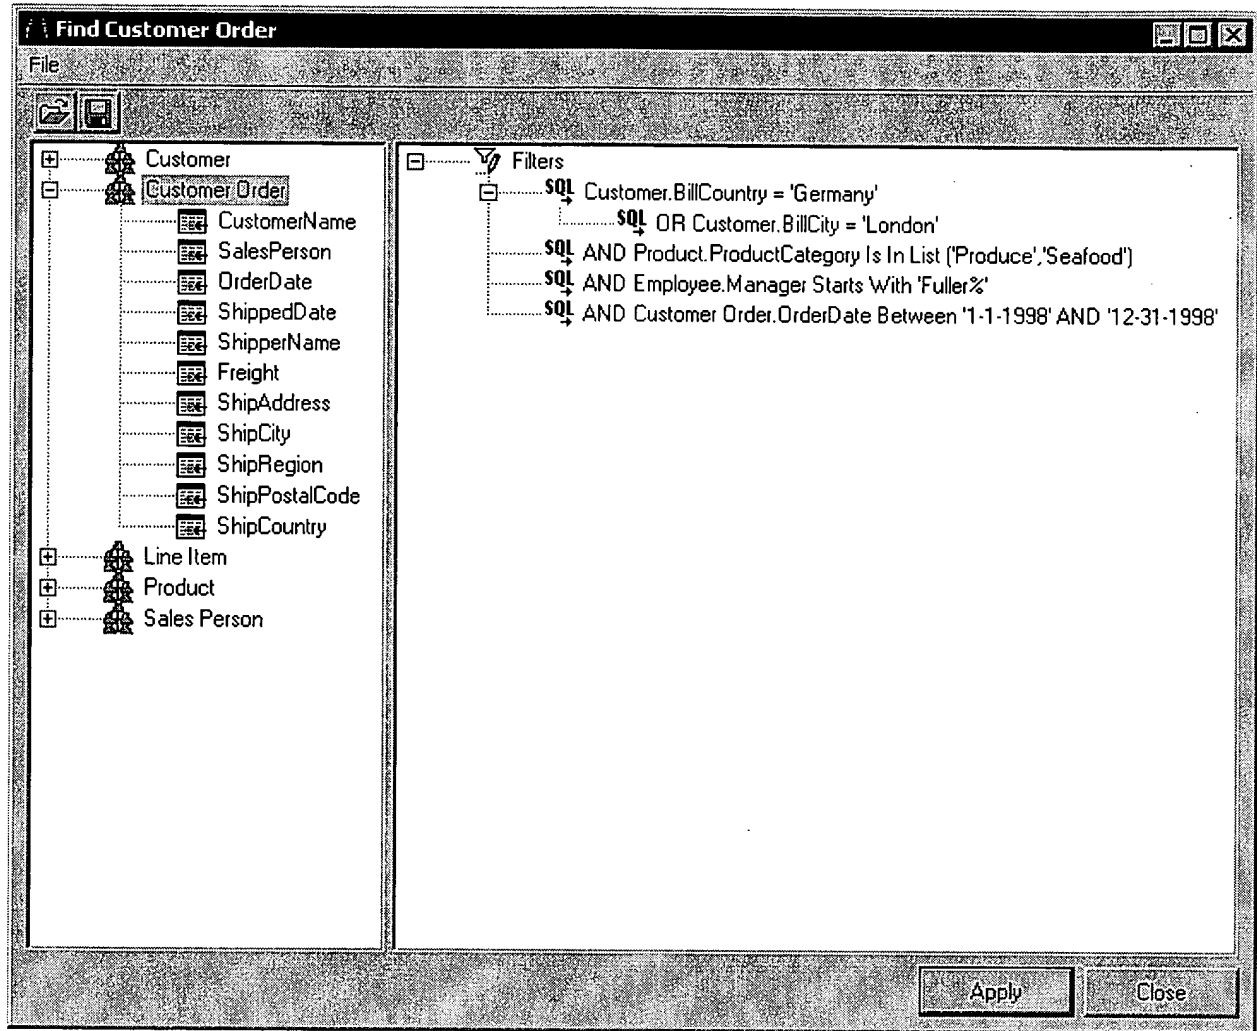 Find Customer Order
File
Customer
Customer Order
CustomerName
SalesPerson
OrderDate
ShippedDate
ShipperName
Freight
ShipAddress
ShipCity
ShipRegion
ShipPostalCode
ShipCountry
Line Item
Product
Sales Person
Filters
SQL Customer.BillCountry = 'Germany'
SQL OR Customer.BillCity = 'London'
SQL AND Product.ProductCategory Is In List ('Produce','Seafood')
SQL AND Employee.Manager Starts With 'Fuller%'
SQL AND Customer Order.OrderDate Between '1-1-1998' AND '12-31-1998'
Apply
Close